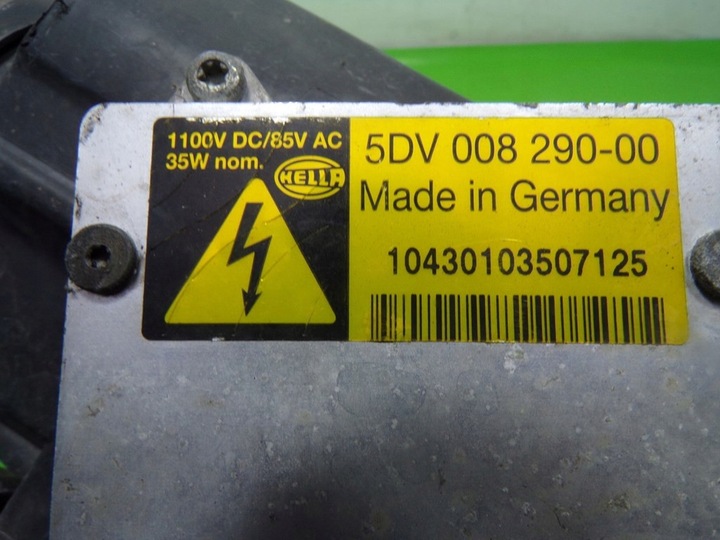 1100V DC/85V AC
35W nom.
HELLA
5DV 008 290-00
Made in Germany
10430103507125